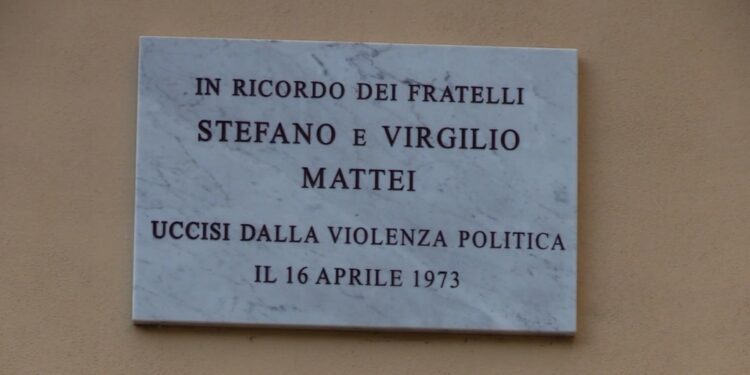 IN RICORDO DEI FRATELLI
STEFANO E VIRGILIO
MATTEI
UCCISI DALLA VIOLENZA POLITICA
IL 16 APRILE 1973